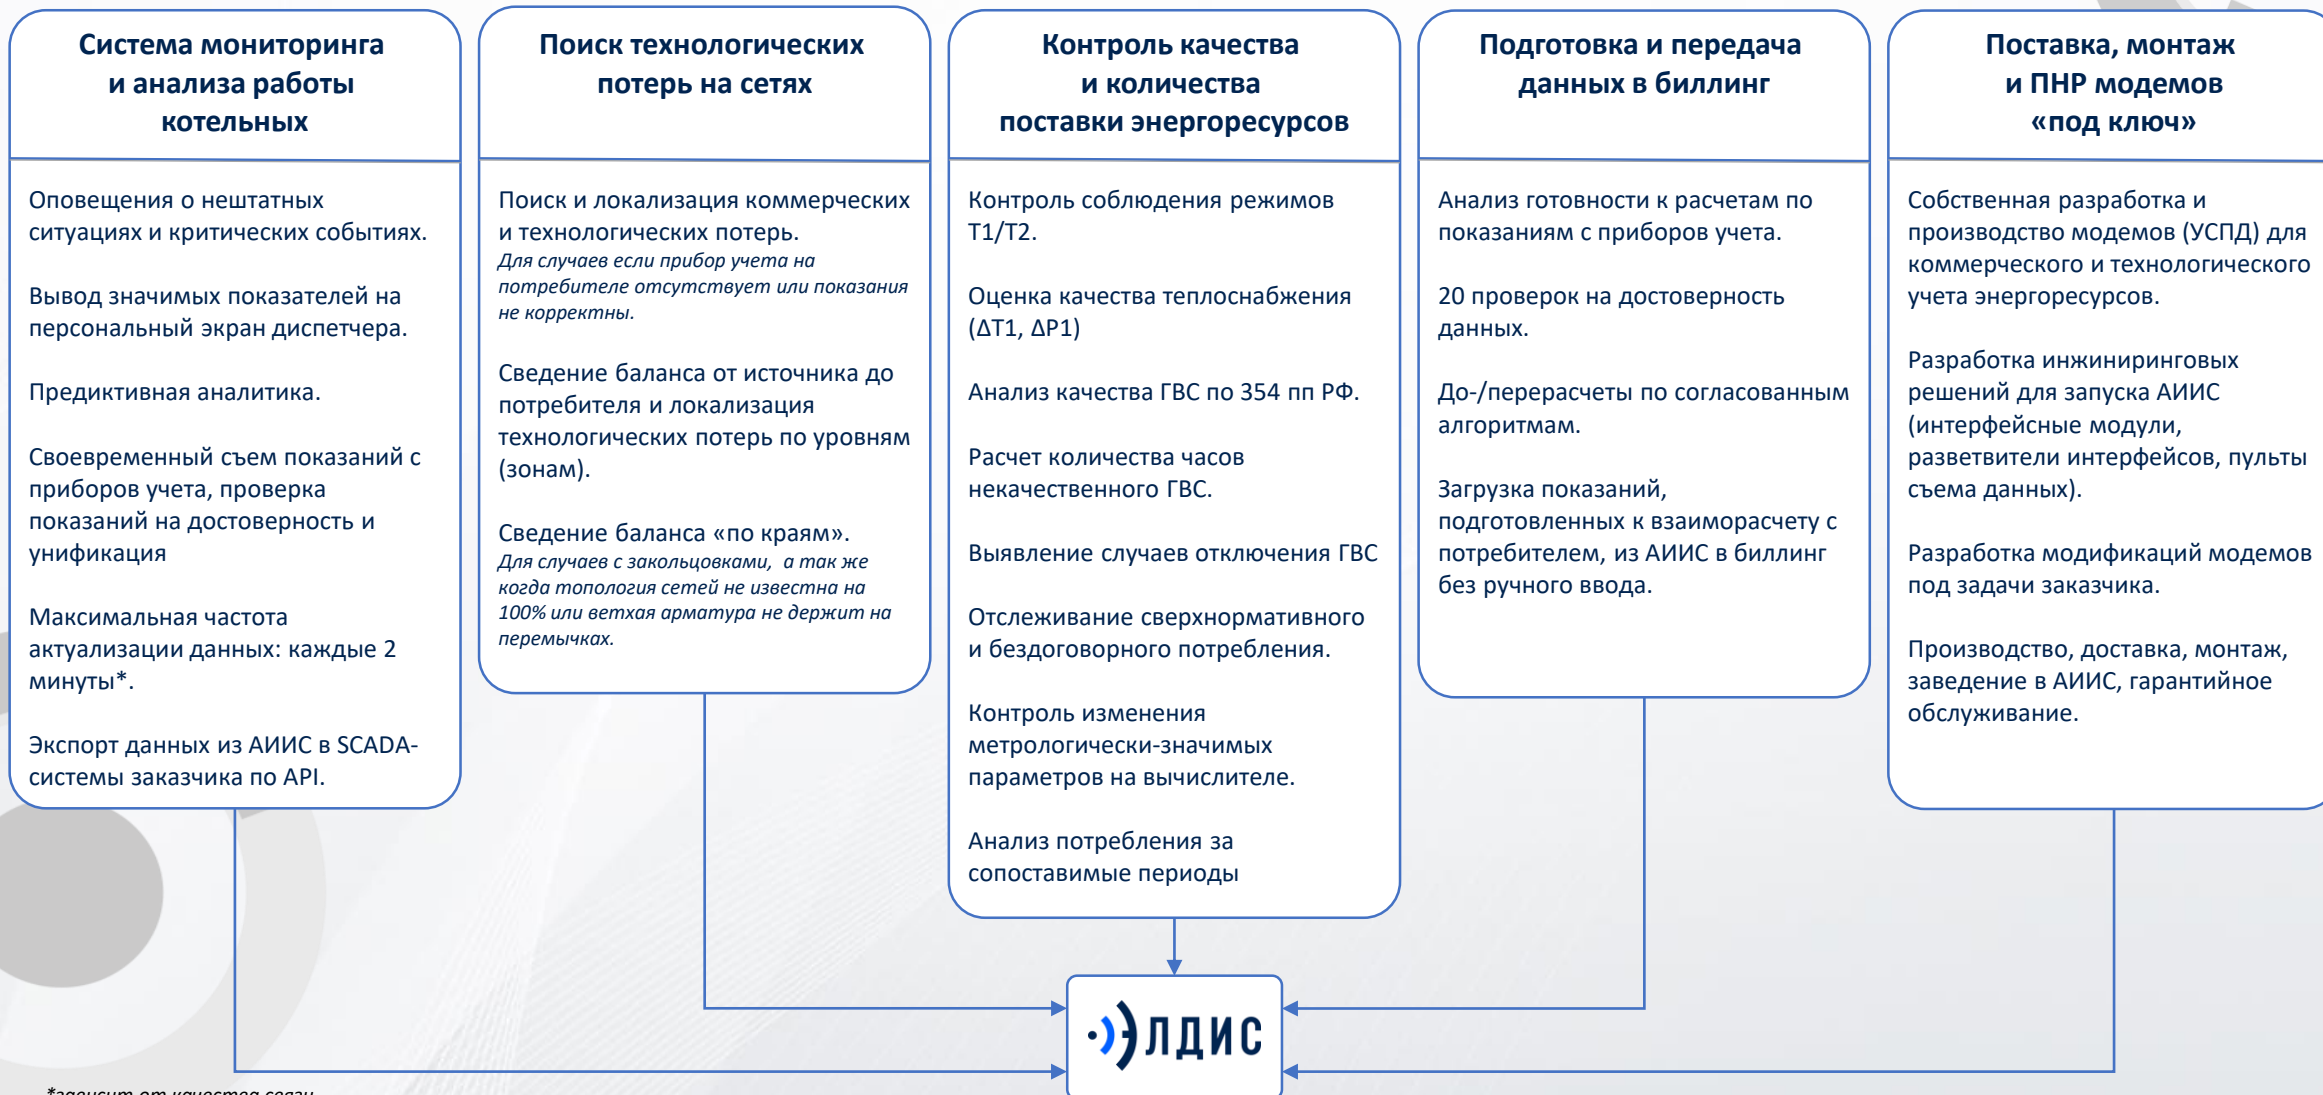 Система мониторинга
и анализа работы
котельных
Оповещения о нештатных
ситуациях и критических событиях.
Вывод значимых показателей на
персональный экран диспетчера.
Предиктивная аналитика.
Своевременный съем показаний с
приборов учета, проверка
показаний на достоверность и
унификация
Максимальная частота
актуализации данных: каждые 2
минуты*.
Экспорт данных из АИИС в SCADA-
системы заказчика по API.
Поиск технологических
потерь на сетях
Поиск и локализация коммерческих
и технологических потерь.
Для случаев если прибор учета на
потребителе отсутствует или показания
не корректны.
Сведение баланса от источника до
потребителя и локализация
технологических потерь по уровням
(зонам).
Сведение баланса «по краям».
Для случаев с закольцовками, а так же
когда топология сетей не известна на
100% или ветхая арматура не держит на
перемычках.
Контроль качества
и количества
поставки энергоресурсов
Контроль соблюдения режимов
Т1/Т2.
Оценка качества теплоснабжения
(ΔТ1, ΔР1)
Анализ качества ГВС по 354 пп РФ.
Расчет количества часов
некачественного ГВС.
Выявление случаев отключения ГВС
Отслеживание сверхнормативного
и бездоговорного потребления.
Контроль изменения
метрологически-значимых
параметров на вычислителе.
Анализ потребления за
сопоставимые периоды
Подготовка и передача
данных в биллинг
Анализ готовности к расчетам по
показаниям с приборов учета.
20 проверок на достоверность
данных.
До-/перерасчеты по согласованным
алгоритмам.
Загрузка показаний,
подготовленных к взаиморасчету с
потребителем, из АИИС в биллинг
без ручного ввода.
Поставка, монтаж
и ПНР модемов
«под ключ»
Собственная разработка и
производство модемов (УСПД) для
коммерческого и технологического
учета энергоресурсов.
Разработка инжиниринговых
решений для запуска АИИС
(интерфейсные модули,
разветвители интерфейсов, пульты
съема данных).
Разработка модификаций модемов
под задачи заказчика.
Производство, доставка, монтаж,
заведение в АИИС, гарантийное
обслуживание.
ЭЛДИС
*зависит от качества связи